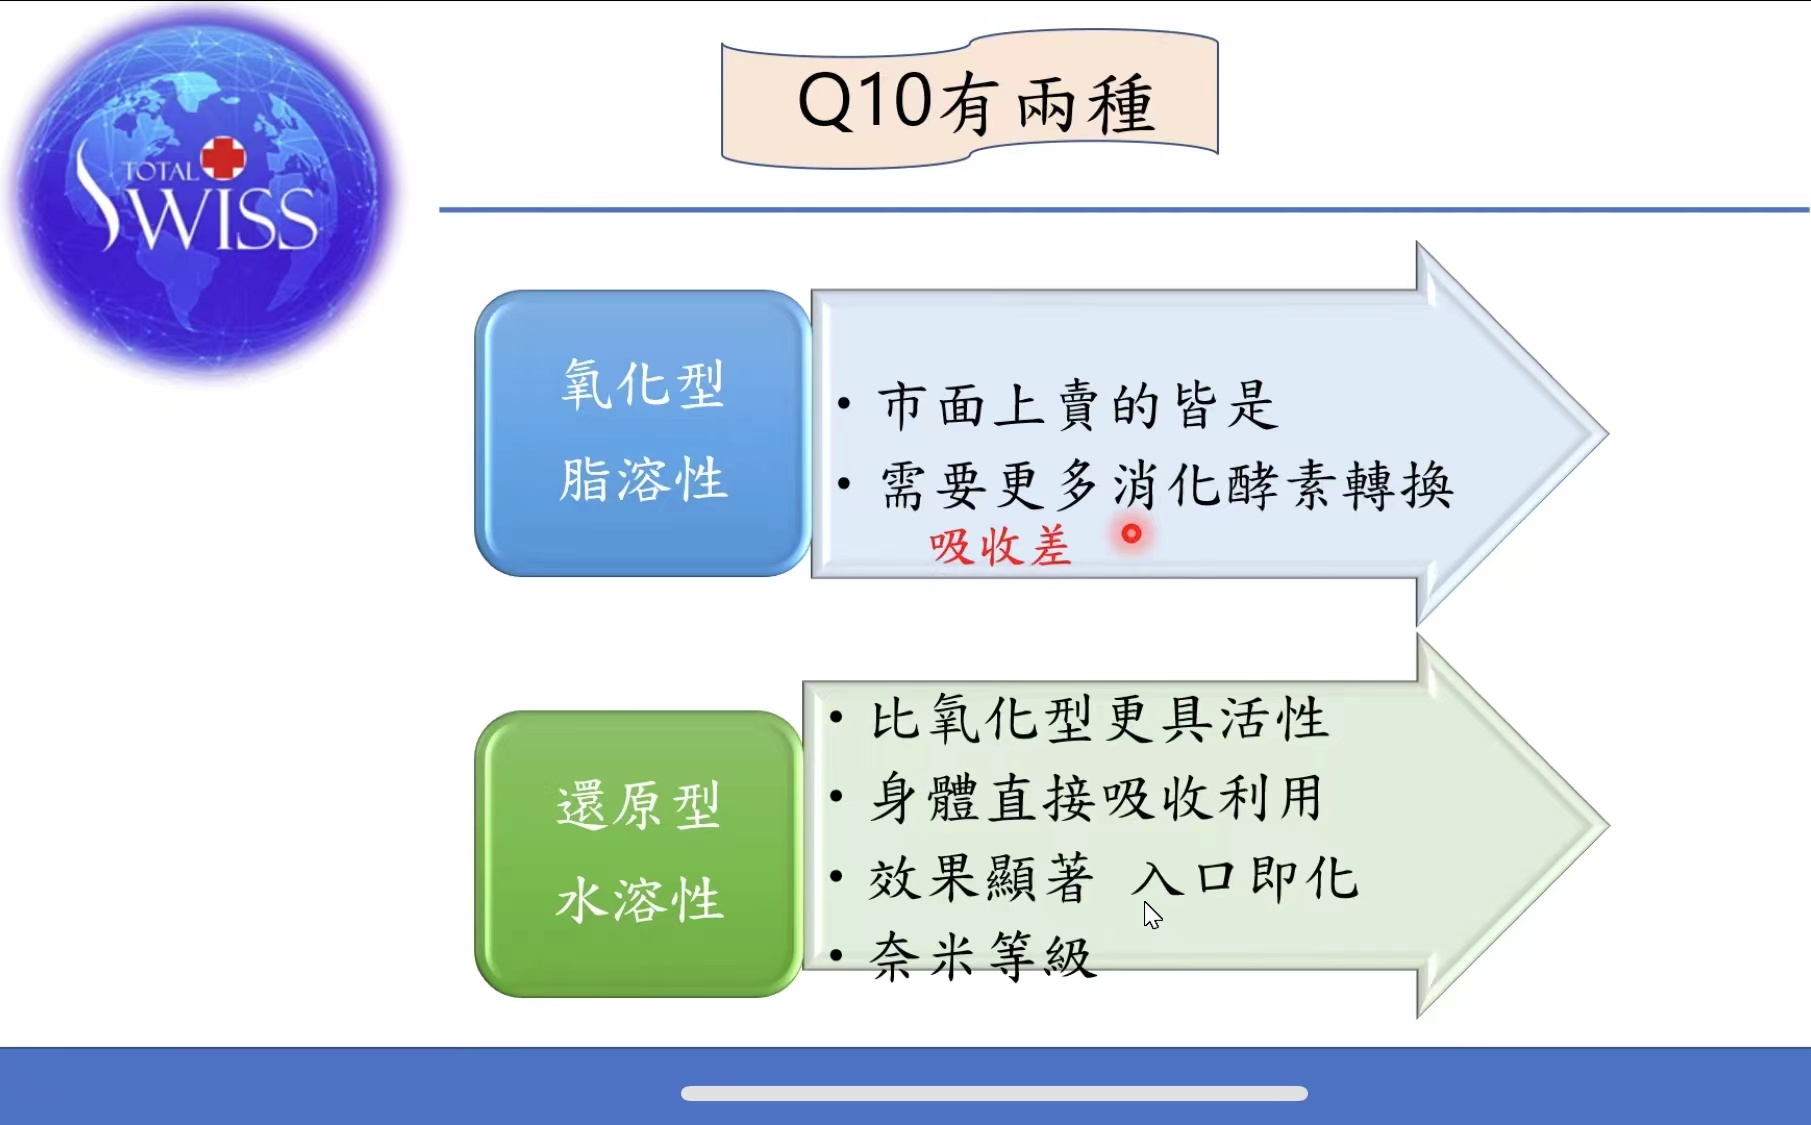 TOTAL
SWISS
Q10有兩種
氧化型
脂溶性
• 市面上賣的皆是
• 需要更多消化酵素轉換
吸收差
還原型
水溶性
• 比氧化型更具活性
• 身體直接吸收利用
• 效果顯著 入口即化
• 奈米等級